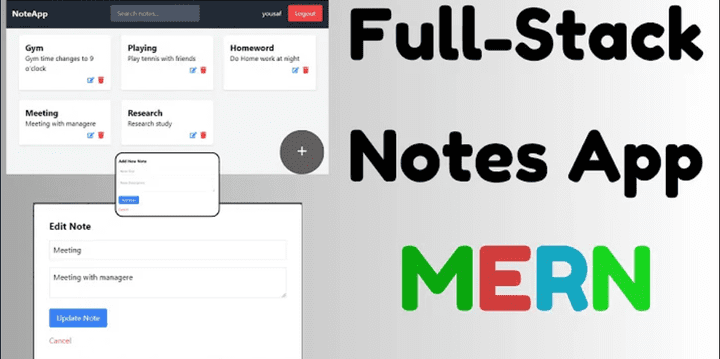 NoteApp
Search notes...
yousaf
Logout
Gym
Gym time changes to 9
o'clock
Playing
Play tennis with friends
Homeword
Do Home work at night
Meeting
Meeting with managere
Research
Research study
+
Add New Note
Edit Note
Meeting
Meeting with managere
Update Note
Cancel
Full-Stack
Notes App
MERN